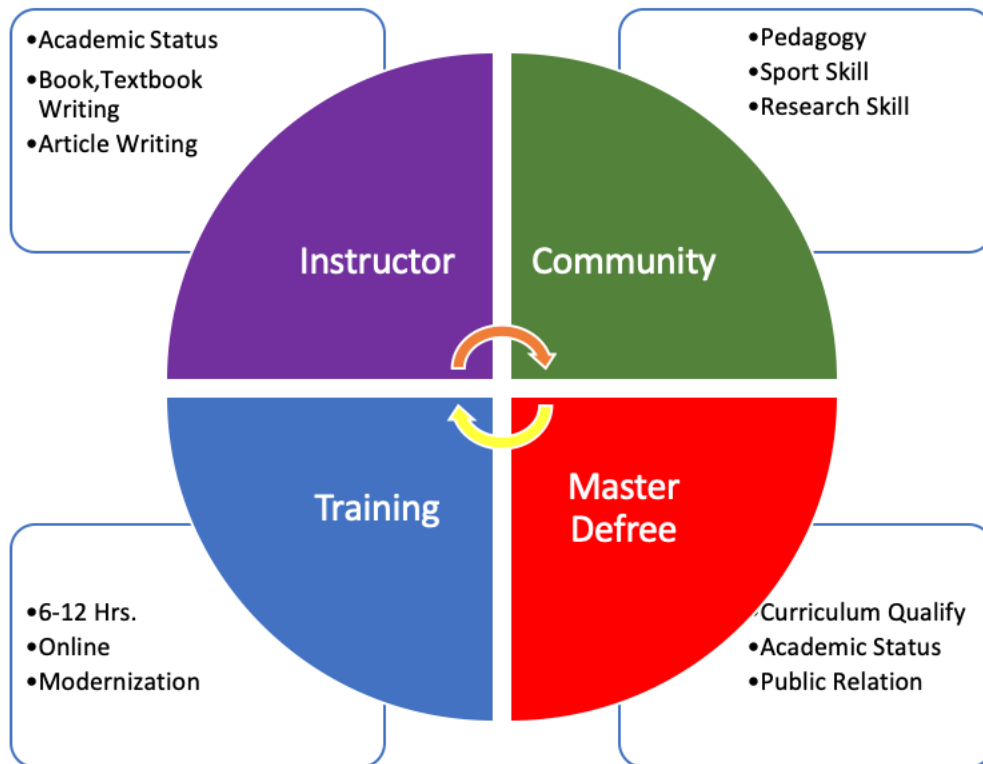 •Academic Status
•Book,Textbook
Writing
•Article Writing
•Pedagogy
•Sport Skill
•Research Skill
Instructor
Community
Training
Master
Defree
•6-12 Hrs.
•Online
•Modernization
•Curriculum Qualify
•Academic Status
•Public Relation